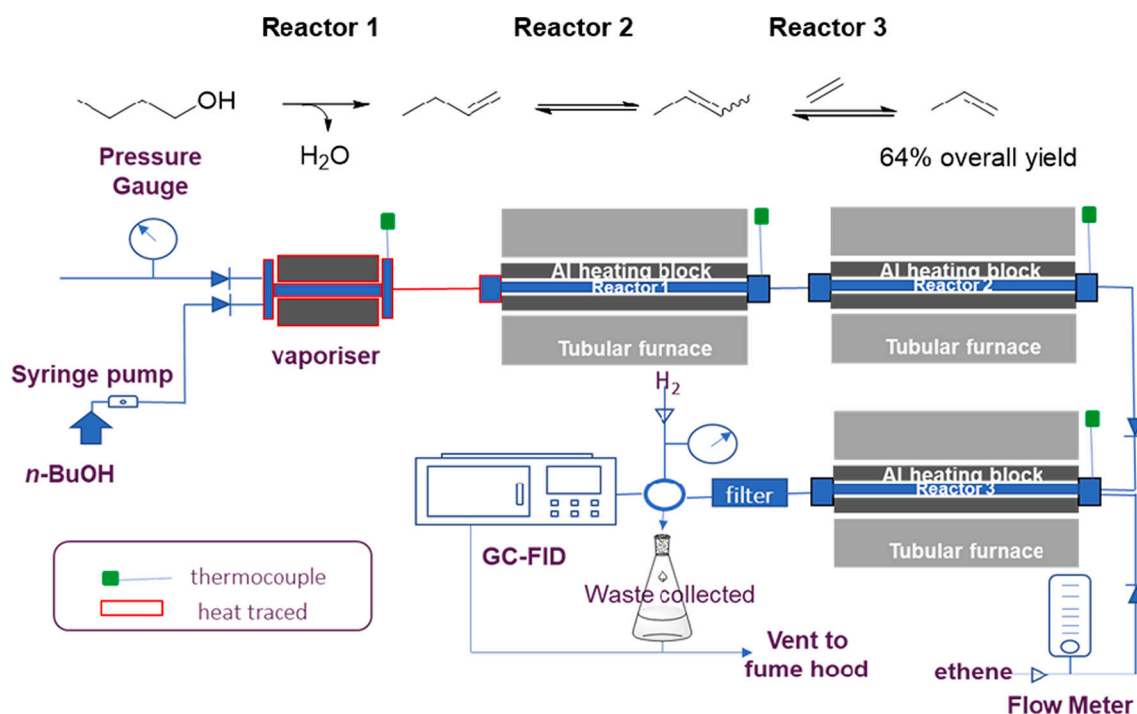 Reactor 1 Reactor 2 Reactor 3
OH
H₂O
64% overall yield
Pressure
Gauge
Al heating block
Reactor 1
Tubular furnace
Al heating block
Reactor 2
Tubular furnace
vaporiser
Syringe pump
n-BuOH
H₂
Al heating block
Reactor 3
Tubular furnace
filter
GC-FID
Waste collected
Vent to
fume hood
ethene
Flow Meter
thermocouple
heat traced